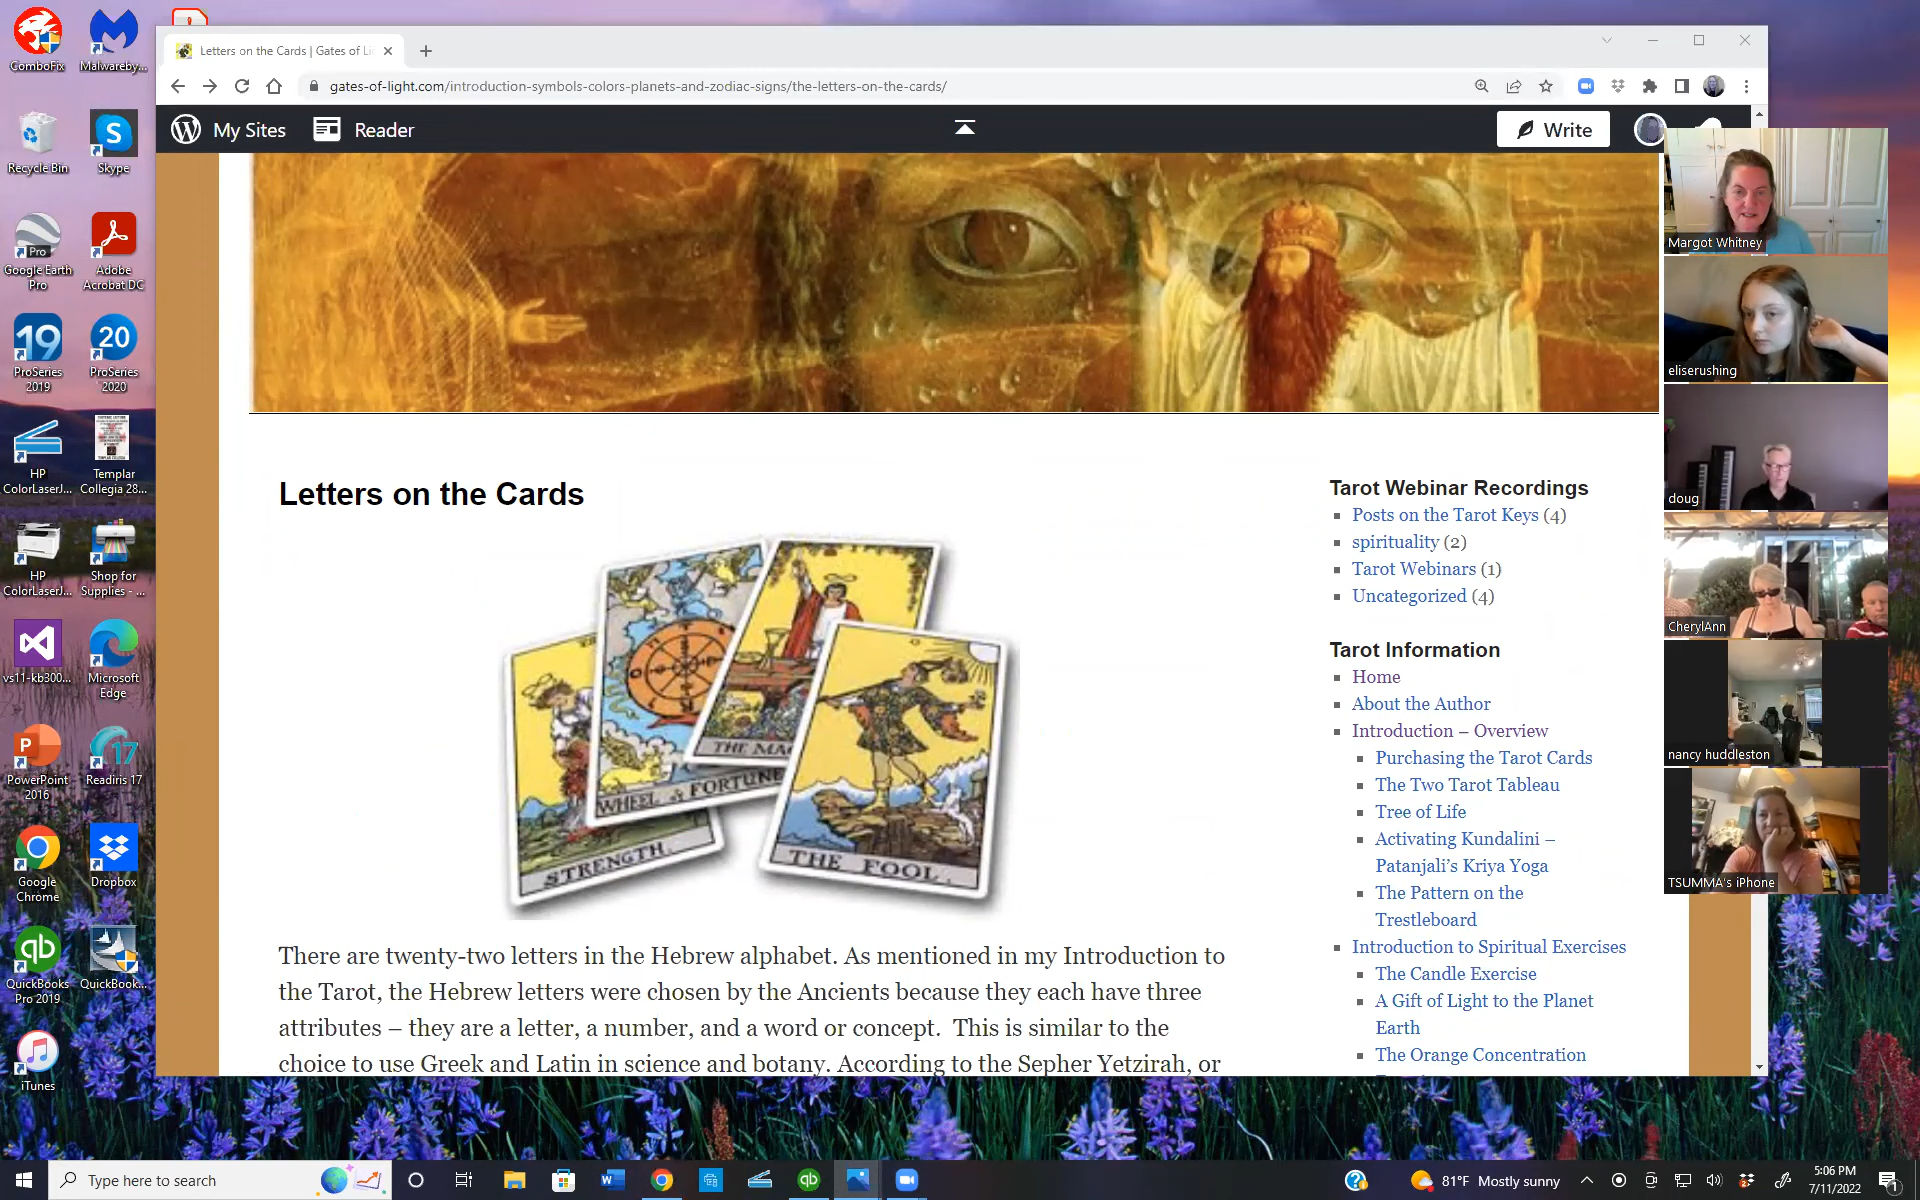 ComboFix
Malwareby...
Recycle Bin
Skype
Pro
Google Earth
Pro
Adobe
Acrobat DC
19
20
ProSeries
2019
ProSeries
2020
HP
ColorLaserJ...
Templar
Collegia 28...
HP
ColorLaserJ...
Shop for
Supplies - ...
vs11-kb300...
Microsoft
Edge
PowerPoint
2016
17
Readiris 17
Google
Chrome
Dropbox
QuickBooks
Pro 2019
QuickBook...
iTunes
Letters on the Cards | Gates of Li
gates-of-light.com/introduction-symbols-colors-planets-and-zodiac-signs/the-letters-on-the-cards/
My Sites
Reader
Write
Letters on the Cards
STRENGTH.
WHEEL of FORTUNE
THE MA
THE FOOL.
There are twenty-two letters in the Hebrew alphabet. As mentioned in my Introduction to
the Tarot, the Hebrew letters were chosen by the Ancients because they each have three
attributes – they are a letter, a number, and a word or concept.  This is similar to the
choice to use Greek and Latin in science and botany. According to the Sepher Yetzirah, or
Tarot Webinar Recordings
Posts on the Tarot Keys (4)
spirituality (2)
Tarot Webinars (1)
Uncategorized (4)
Tarot Information
Home
About the Author
Introduction – Overview
Purchasing the Tarot Cards
The Two Tarot Tableau
Tree of Life
Activating Kundalini –
Patanjali's Kriya Yoga
The Pattern on the
Trestleboard
Introduction to Spiritual Exercises
The Candle Exercise
A Gift of Light to the Planet
Earth
The Orange Concentration
Margot Whitney
eliserushing
doug
CherylAnn
nancy huddleston
TSUMMA's iPhone
Type here to search
81°F Mostly sunny
5:06 PM
7/11/2022
1